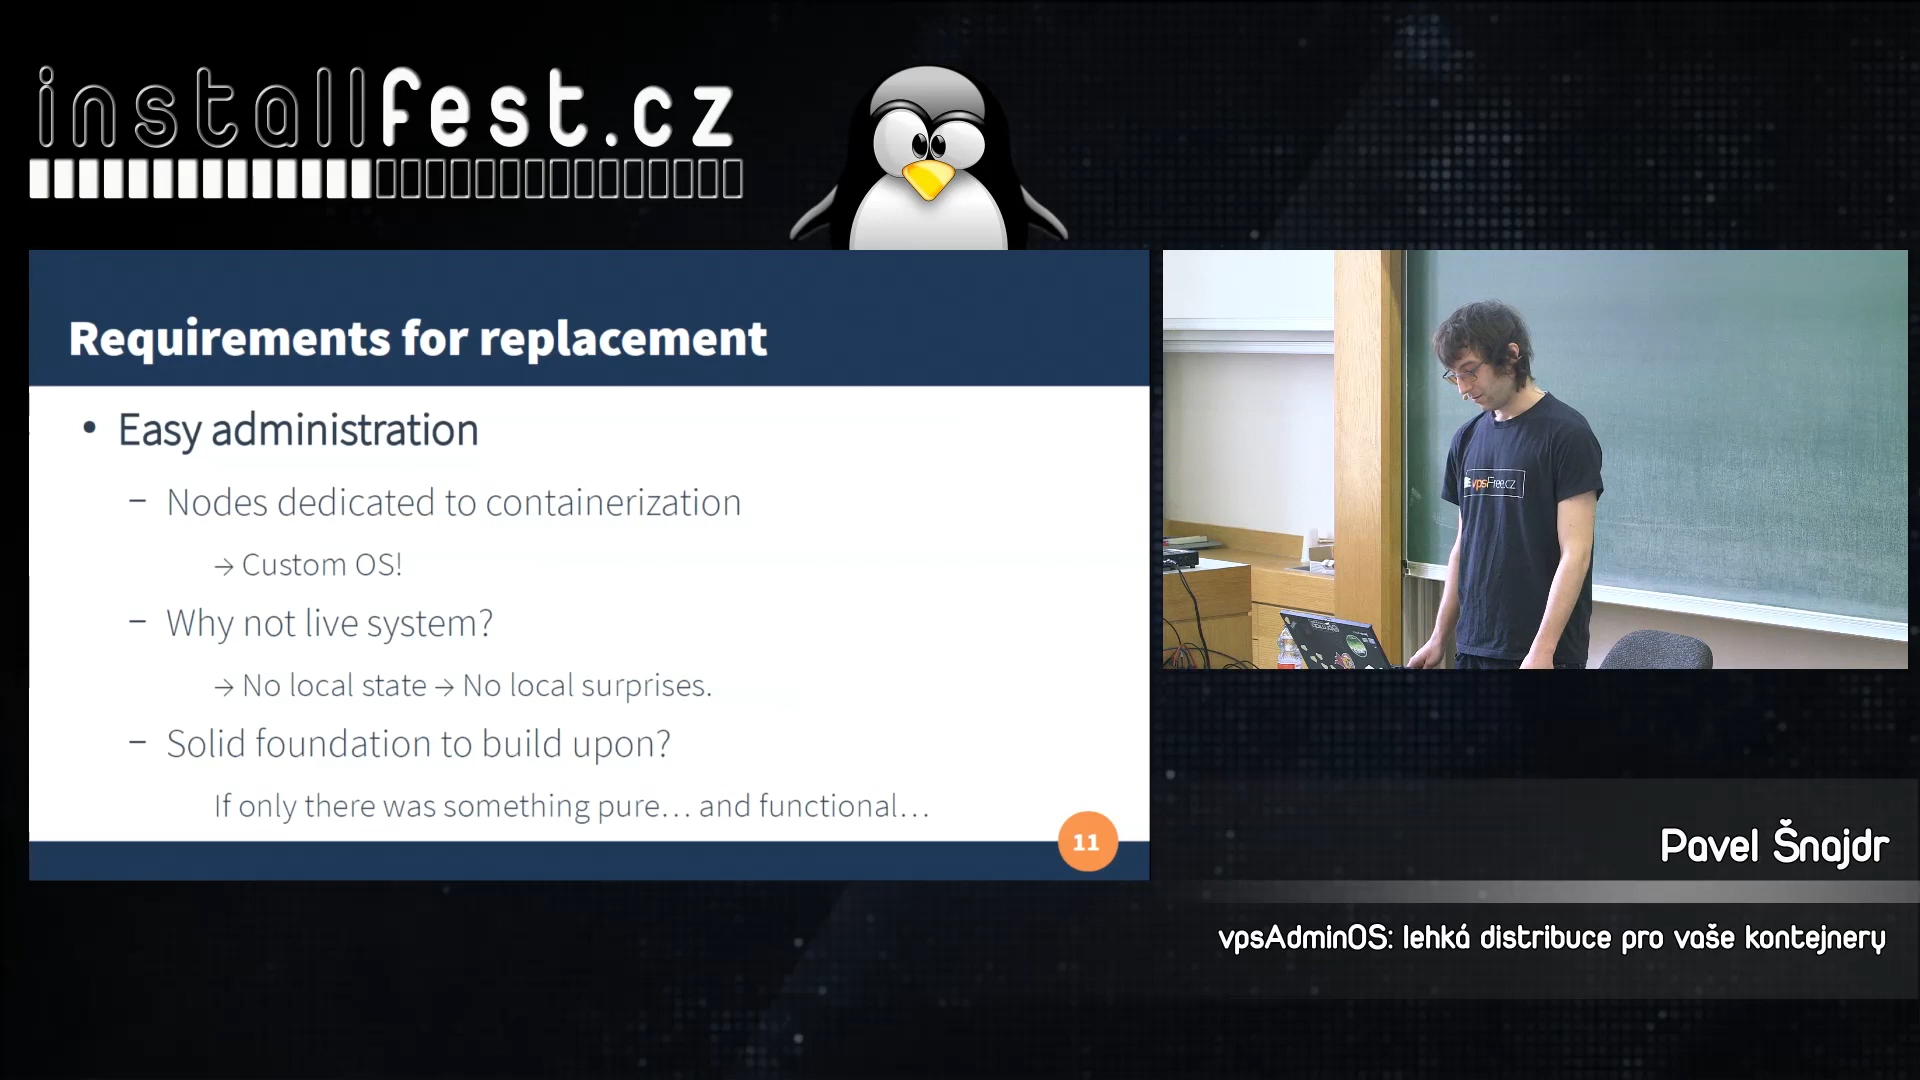 installfest.cz
Requirements for replacement
• Easy administration
– Nodes dedicated to containerization
→ Custom OS!
– Why not live system?
→ No local state → No local surprises.
– Solid foundation to build upon?
If only there was something pure… and functional…
11
vpsFree.cz
Pavel Šnajdr
vpsAdminOS: lehká distribuce pro vaše kontejnery